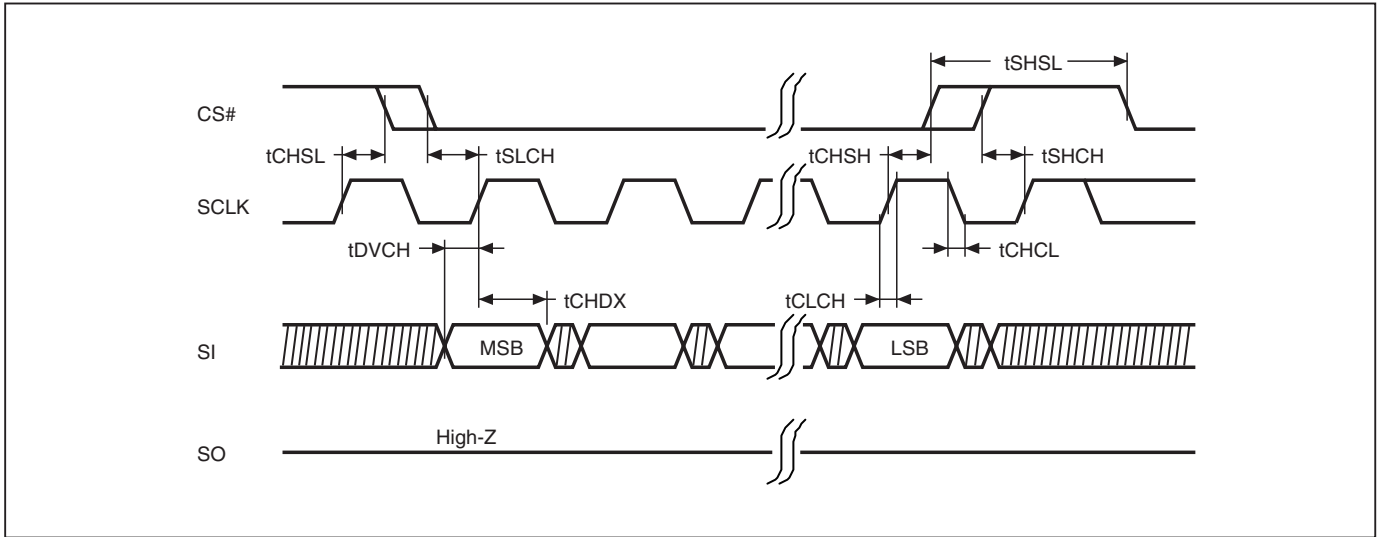 tSHSL
CS#
tCHSL
tSLCH
tCHSH
tSHCH
SCLK
tDVCH
tCHCL
tCHDX
tCLCH
SI
MSB
LSB
High-Z
SO